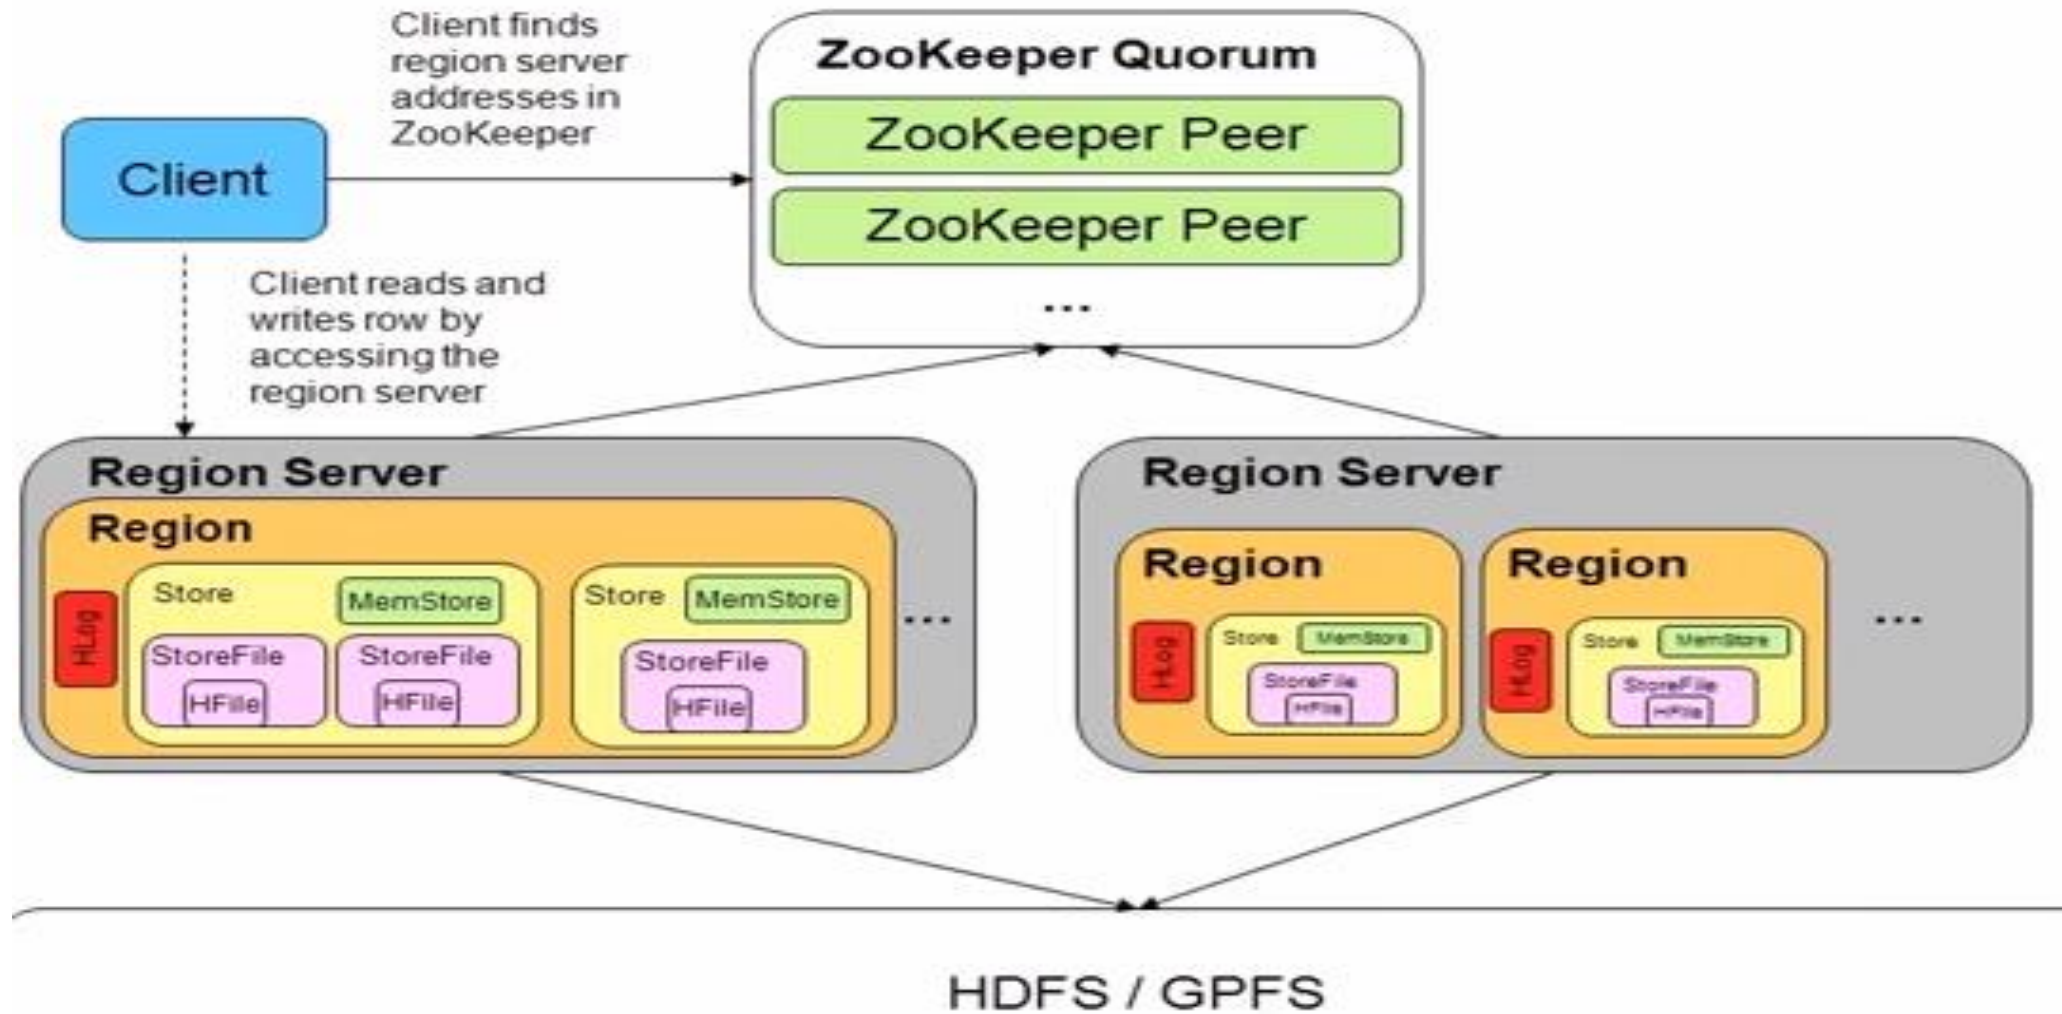 Client finds
region server
addresses in
ZooKeeper
ZooKeeper Quorum
ZooKeeper Peer
ZooKeeper Peer
...
Client
Client reads and
writes row by
accessing the
region server
Region Server
Region
HLog
Store
MemStore
StoreFile
HFile
StoreFile
HFile
Store
MemStore
StoreFile
HFile
...
Region Server
Region
HLog
Store
MemStore
StoreFile
HFile
Region
HLog
Store
MemStore
StoreFile
HFile
...
HDFS / GPFS